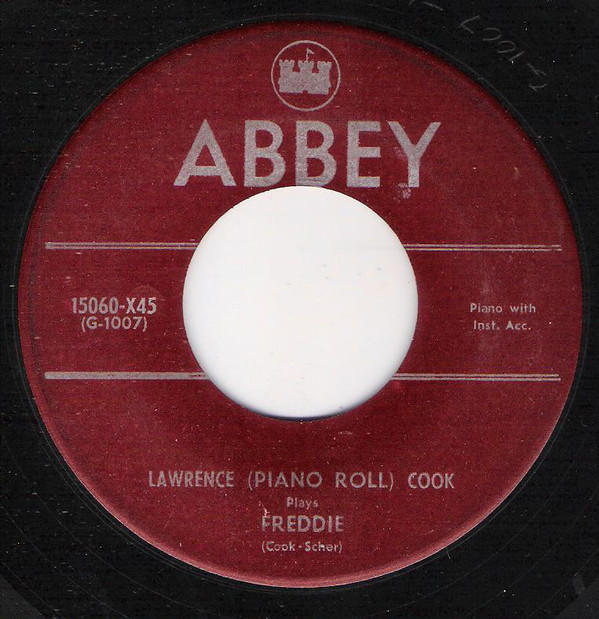 ABBEY
15060-X45
(G-1007)
Piano with
Inst. Acc.
LAWRENCE (PIANO ROLL) COOK
Plays
FREDDIE
(Cook-Scher)